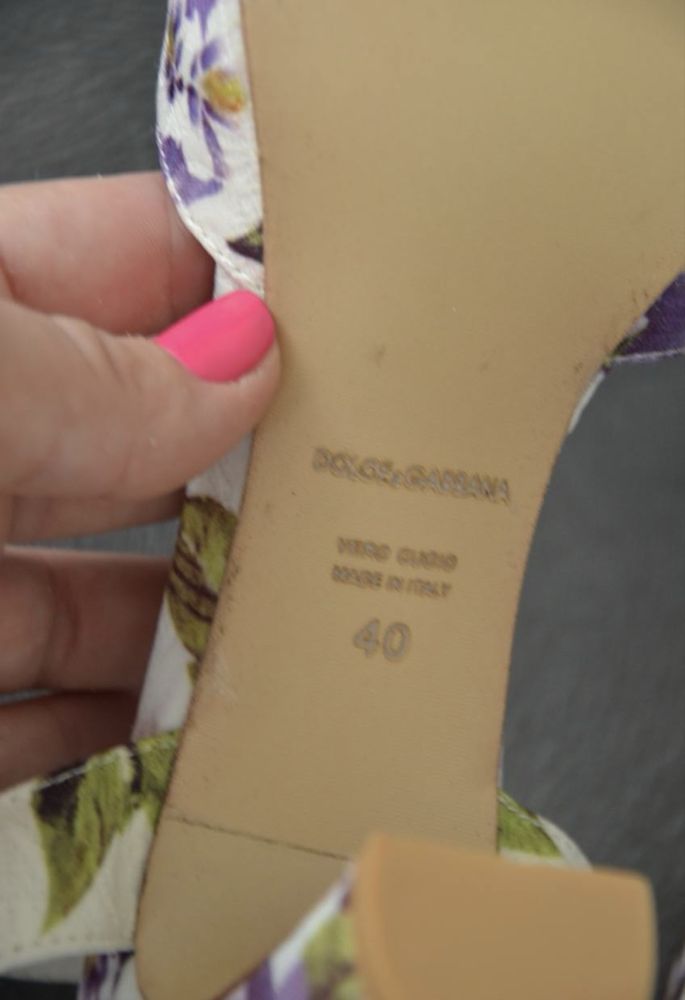 DOLCE&GABBANA
VERO CUOIO
MADE IN ITALY
40